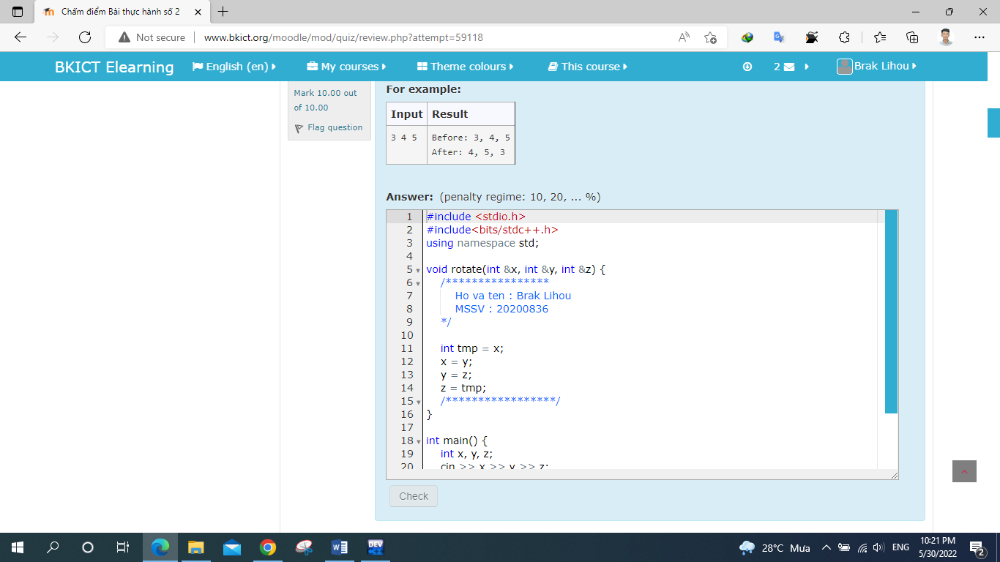 Chấm điểm Bài thực hành số 2
Not secure www.bkict.org/moodle/mod/quiz/review.php?attempt=59118
BKICT Elearning English (en) My courses Theme colours This course 2 Brak Lihou
Mark 10.00 out
of 10.00
Flag question
For example:
Input Result
3 4 5 Before: 3, 4, 5
After: 4, 5, 3
Answer: (penalty regime: 10, 20, ... %)
1 #include <stdio.h>
2 #include<bits/stdc++.h>
3 using namespace std;
4
5 void rotate(int &x, int &y, int &z) {
6 /****************
7 Ho va ten : Brak Lihou
8 MSSV : 20200836
9 */
10
11 int tmp = x;
12 x = y;
13 y = z;
14 z = tmp;
15 /*****************/
16 }
17
18 int main() {
19 int x, y, z;
20 cin >> x >> y >> z;
Check
DEV
28°C Mưa ENG 10:21 PM
5/30/2022
2